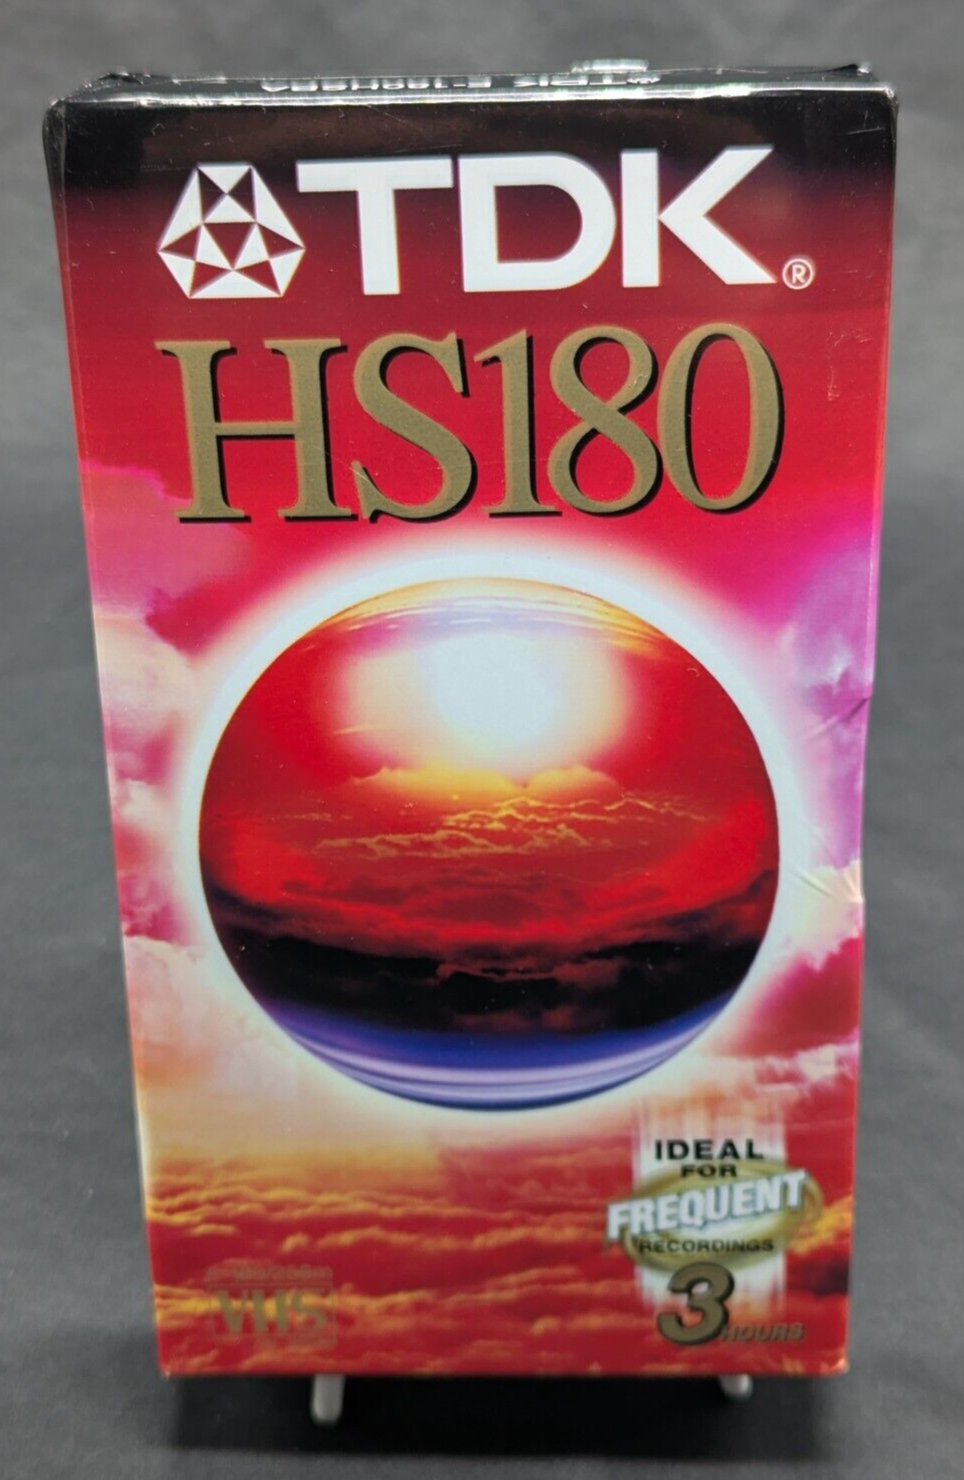 TDK®
HS180
IDEAL
FOR
FREQUENT
RECORDINGS
3 HOURS
VHS